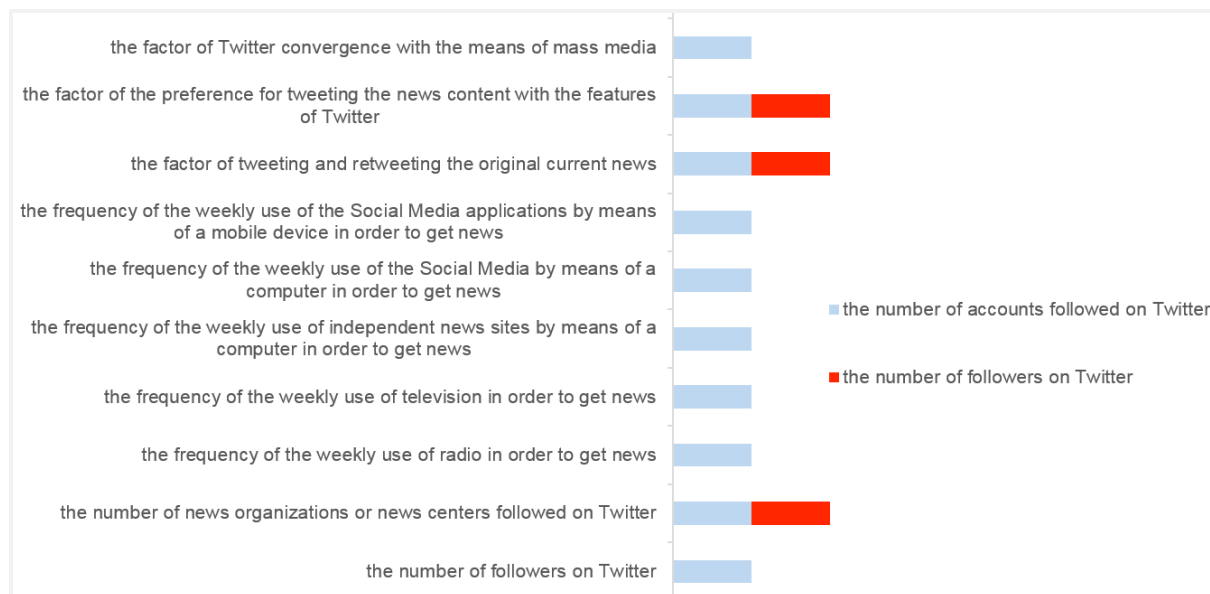 the factor of Twitter convergence with the means of mass media
the factor of the preference for tweeting the news content with the features
of Twitter
the factor of tweeting and retweeting the original current news
the frequency of the weekly use of the Social Media applications by means
of a mobile device in order to get news
the frequency of the weekly use of the Social Media by means of a
computer in order to get news
the frequency of the weekly use of independent news sites by means of a
computer in order to get news
the frequency of the weekly use of television in order to get news
the frequency of the weekly use of radio in order to get news
the number of news organizations or news centers followed on Twitter
the number of followers on Twitter
the number of accounts followed on Twitter
the number of followers on Twitter